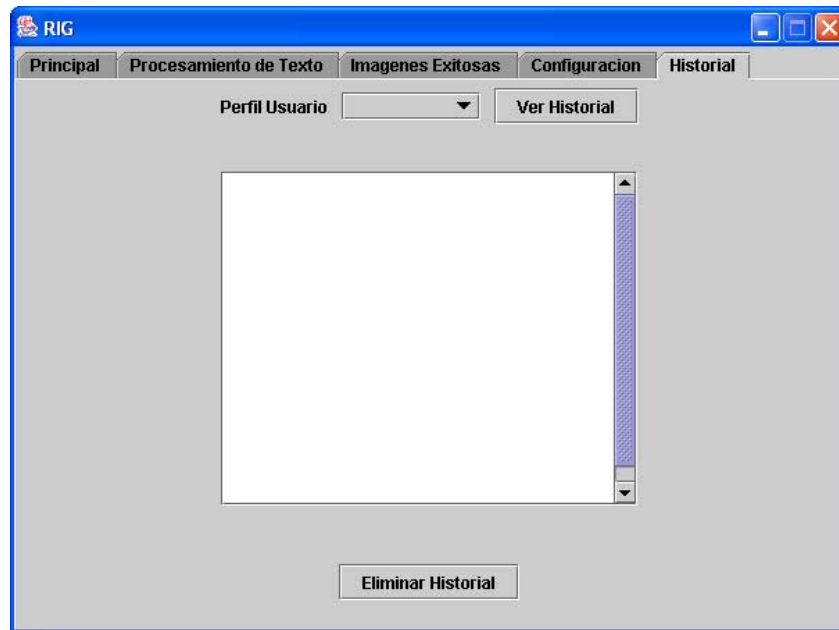 RIG
Principal Procesamiento de Texto Imagenes Exitosas Configuracion Historial
Perfil Usuario Ver Historial
Eliminar Historial